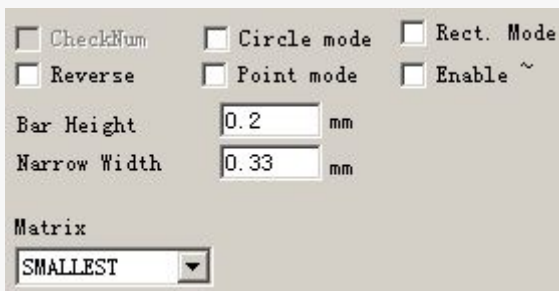 CheckNum Circle mode Rect. Mode
Reverse Point mode Enable ~
Bar Height 0.2 mm
Narrow Width 0.33 mm
Matrix
SMALLEST